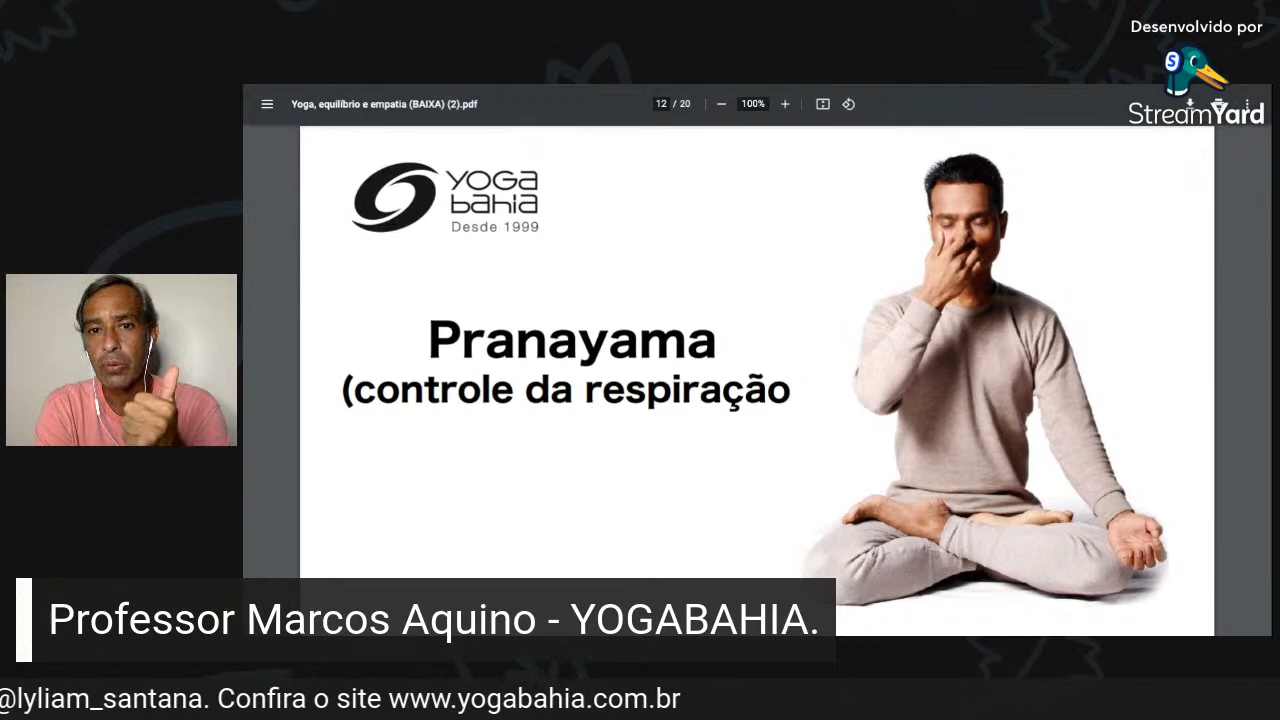 Desenvolvido por
S
StreamYard
Yoga, equilíbrio e empatia (BAIXA) (2).pdf
12 / 20
100%
YOGA
bahia
Desde 1999
Pranayama
(controle da respiração
Professor Marcos Aquino - YOGABAHIA.
@lyliam_santana. Confira o site www.yogabahia.com.br